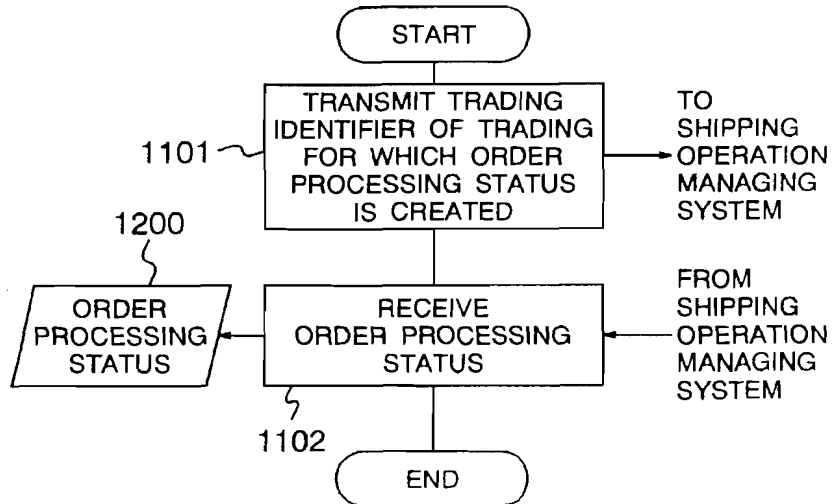 START
TRANSMIT TRADING
IDENTIFIER OF TRADING
FOR WHICH ORDER
PROCESSING STATUS
IS CREATED
1101
TO
SHIPPING
OPERATION
MANAGING
SYSTEM
1200
ORDER
PROCESSING
STATUS
RECEIVE
ORDER PROCESSING
STATUS
FROM
SHIPPING
OPERATION
MANAGING
SYSTEM
1102
END